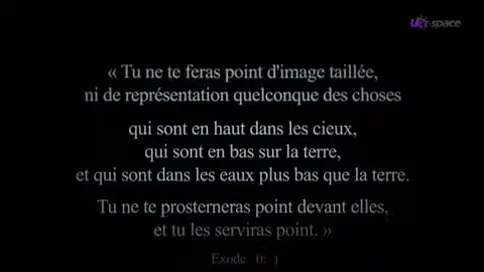 « Tu ne te feras point d'image taillée,
ni de représentation quelconque des choses
qui sont en haut dans les cieux,
qui sont en bas sur la terre,
et qui sont dans les eaux plus bas que la terre.
Tu ne te prosterneras point devant elles,
et tu les serviras point. »
Exode